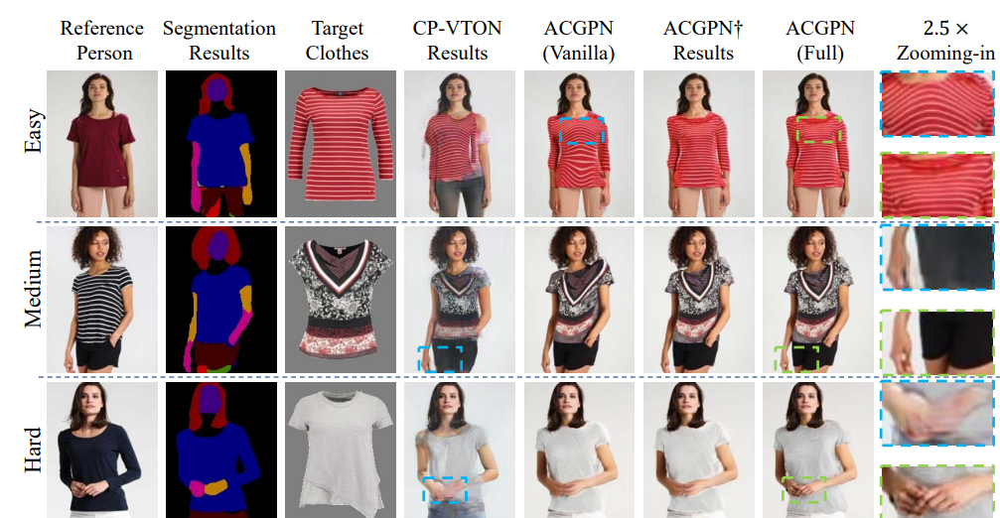 Reference Person
Segmentation Results
Target Clothes
CP-VTON Results
ACGPN (Vanilla)
ACGPN† Results
ACGPN (Full)
2.5 × Zooming-in
Easy
Medium
Hard